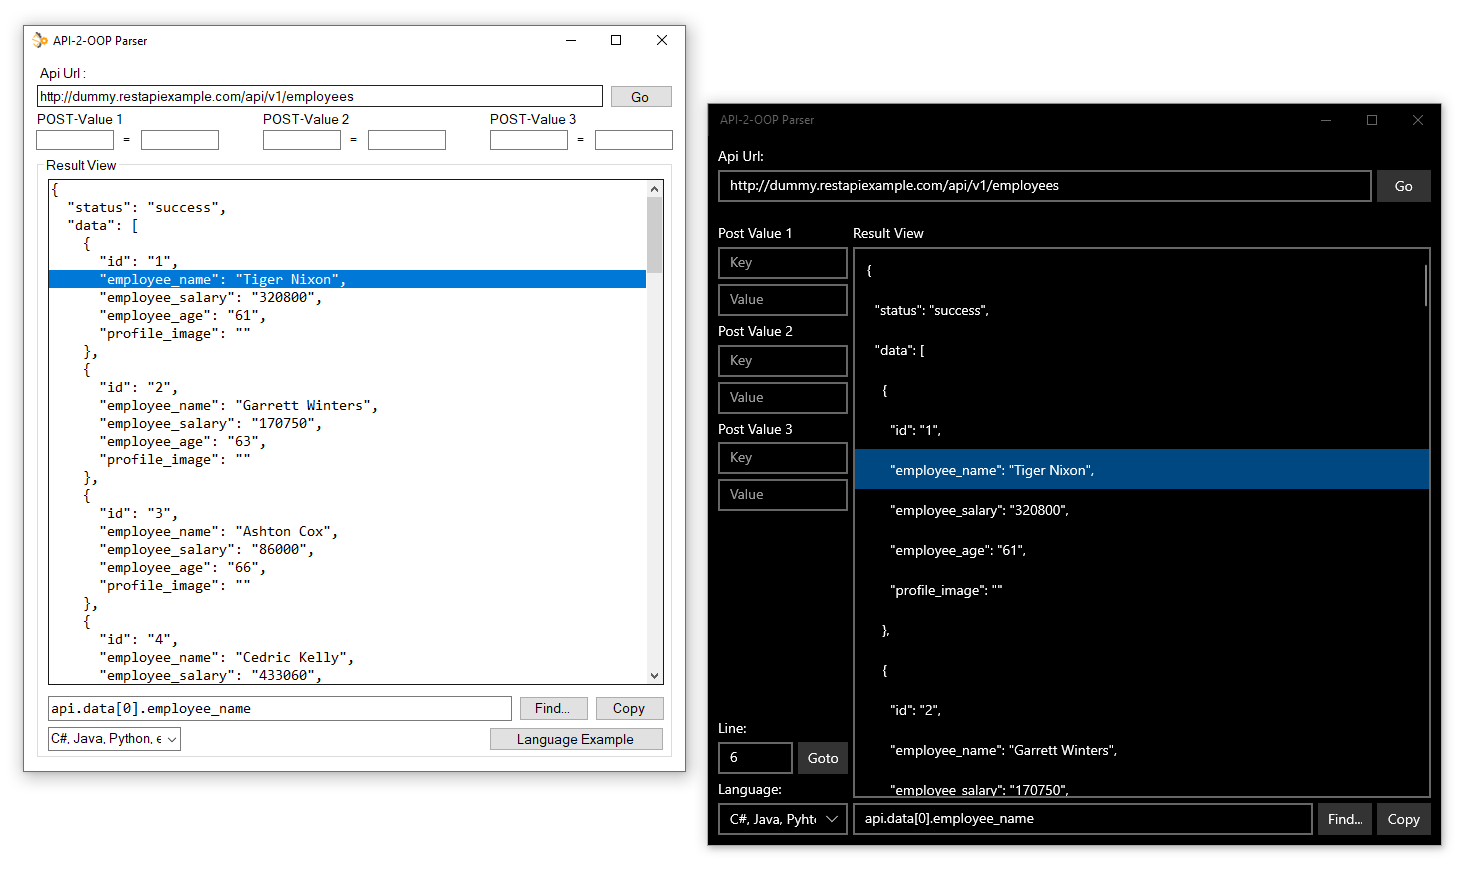 API-2-OOP Parser
Api Url :
http://dummy.restapiexample.com/api/v1/employees
Go
POST-Value 1 POST-Value 2 POST-Value 3
= = =
Result View
{
"status": "success",
"data": [
{
"id": "1",
"employee_name": "Tiger Nixon",
"employee_salary": "320800",
"employee_age": "61",
"profile_image": ""
},
{
"id": "2",
"employee_name": "Garrett Winters",
"employee_salary": "170750",
"employee_age": "63",
"profile_image": ""
},
{
"id": "3",
"employee_name": "Ashton Cox",
"employee_salary": "86000",
"employee_age": "66",
"profile_image": ""
},
{
"id": "4",
"employee_name": "Cedric Kelly",
"employee_salary": "433060",
api.data[0].employee_name
Find...
Copy
C#, Java, Python, e
Language Example
API-2-OOP Parser
Api Url:
http://dummy.restapiexample.com/api/v1/employees
Go
Post Value 1
Key
Value
Post Value 2
Key
Value
Post Value 3
Key
Value
Result View
{
"status": "success",
"data": [
{
"id": "1",
"employee_name": "Tiger Nixon",
"employee_salary": "320800",
"employee_age": "61",
"profile_image": ""
},
{
"id": "2",
"employee_name": "Garrett Winters",
"employee_salary": "170750",
Line:
6
Goto
Language:
C#, Java, Pyhto
api.data[0].employee_name
Find...
Copy